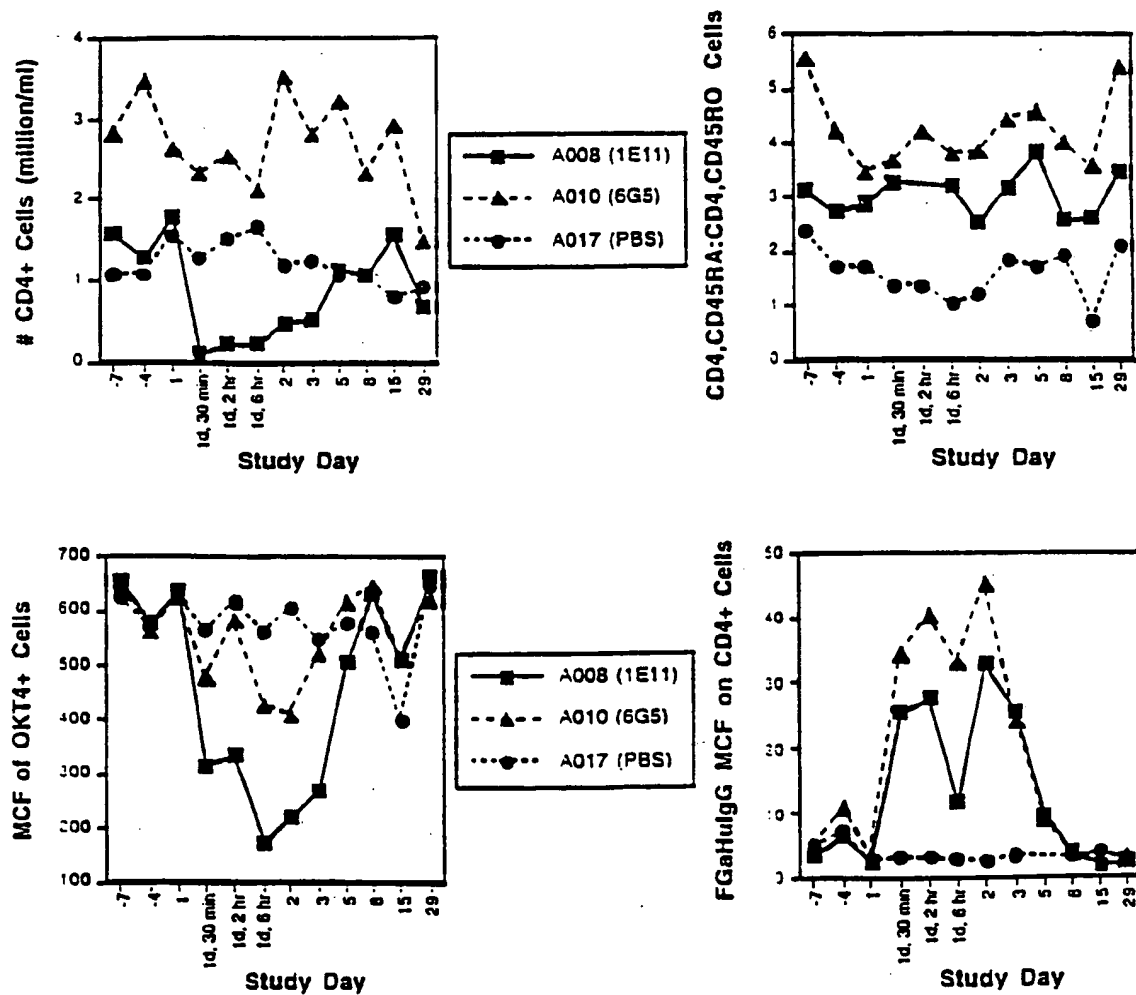 # CD4+ Cells (million/ml)
4
3
2
1
0
-7
-4
1
1d, 30 min
1d, 2 hr
1d, 6 hr
2
3
5
8
15
29
Study Day
A008 (1E11)
A010 (6G5)
A017 (PBS)
CD4,CD45RA:CD4,CD45RO Cells
6
5
4
3
2
1
-7
-4
1
1d, 30 min
1d, 2 hr
1d, 6 hr
2
3
5
8
15
29
Study Day
MCF of OKT4+ Cells
700
600
500
400
300
200
100
-7
-4
1
1d, 30 min
1d, 2 hr
1d, 6 hr
2
3
5
8
15
29
Study Day
A008 (1E11)
A010 (6G5)
A017 (PBS)
FGaHuIgG MCF on CD4+ Cells
40
30
20
10
-7
-4
1
1d, 30 min
1d, 2 hr
1d, 6 hr
2
3
5
8
15
29
Study Day